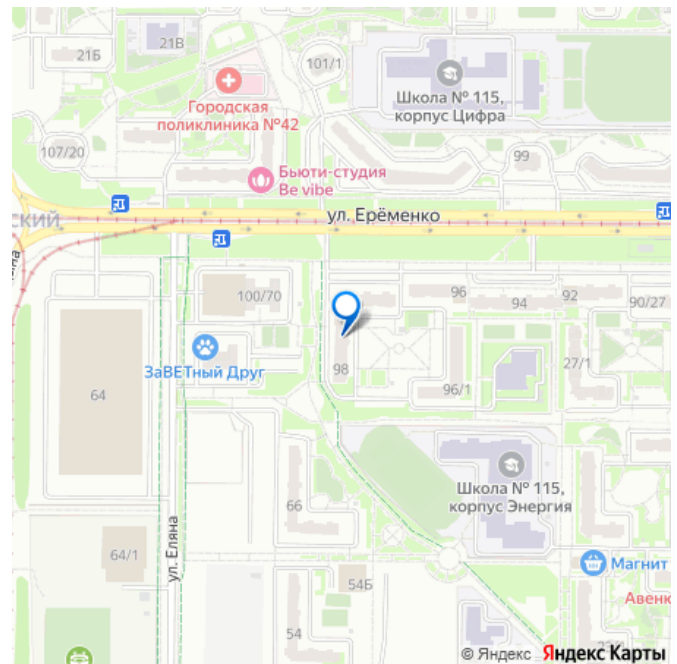 21Б
21В
101/1
Городская
поликлиника №42
Школа № 115,
корпус Цифра
107/20
Бьюти-студия
Be vibe
99
СКИЙ
ул. Ерёменко
100/70
96
94
92
90/27
ЗаВЕТный Друг
98
27/1
96/1
64
Школа № 115,
корпус Энергия
66
64/1
ул. Еляна
54Б
Магнит
Авеню
54
© Яндекс Яндекс Карты